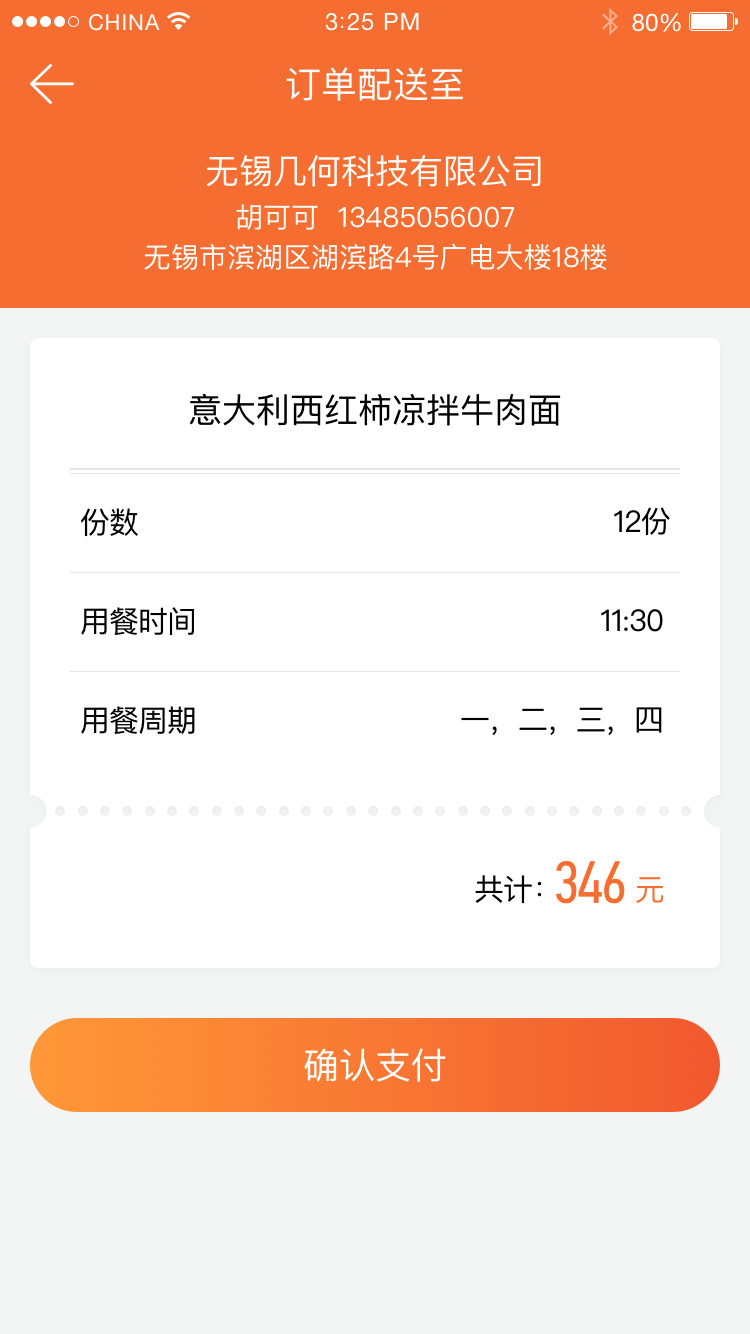 CHINA 3:25 PM 80%
订单配送至
无锡几何科技有限公司
胡可可 13485056007
无锡市滨湖区湖滨路4号广电大楼18楼
意大利西红柿凉拌牛肉面
份数 12份
用餐时间 11:30
用餐周期 一，二，三，四
共计：346 元
确认支付